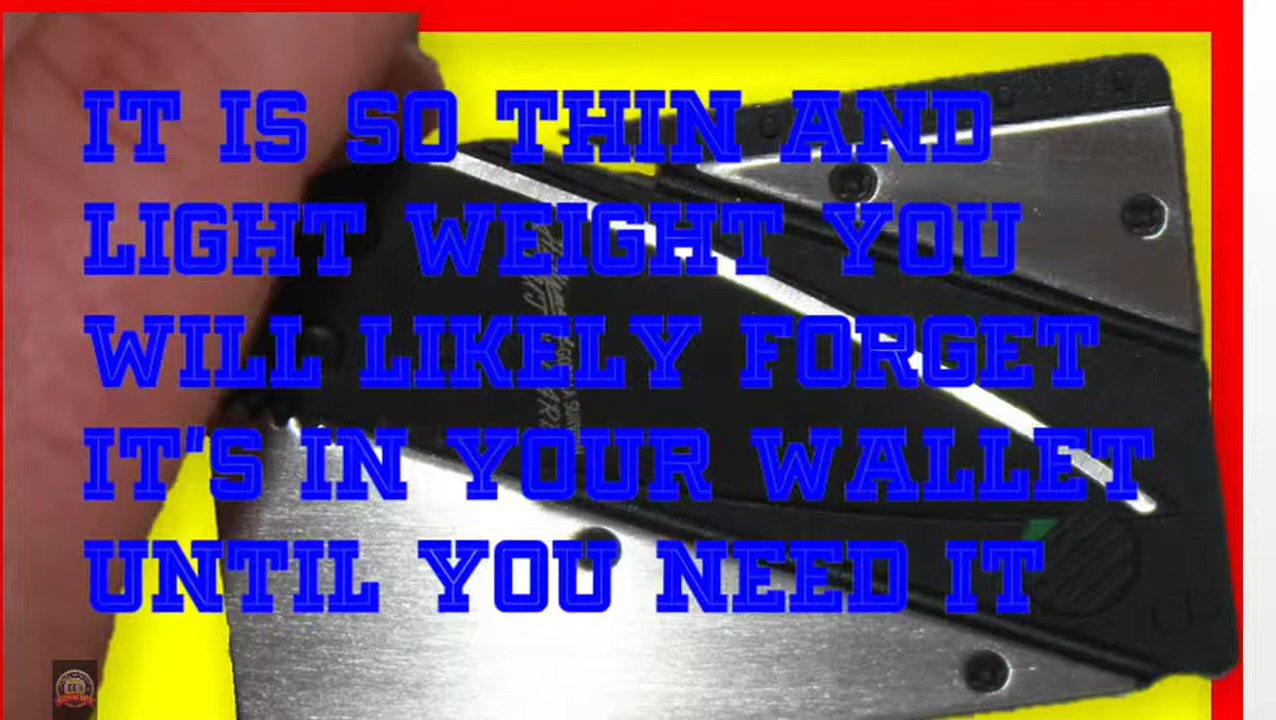 IT IS SO THIN AND
LIGHT WEIGHT YOU
WILL LIKELY FORGET
IT'S IN YOUR WALLET
UNTIL YOU NEED IT